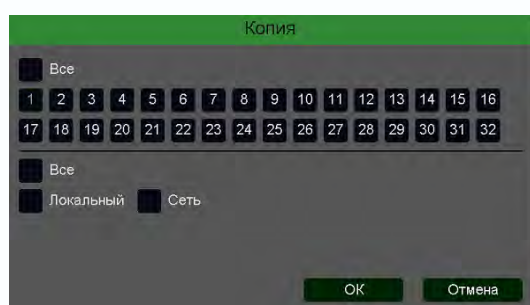 Копия
Все
1 2 3 4 5 6 7 8 9 10 11 12 13 14 15 16
17 18 19 20 21 22 23 24 25 26 27 28 29 30 31 32
Все
Локальный Сеть
ОК Отмена